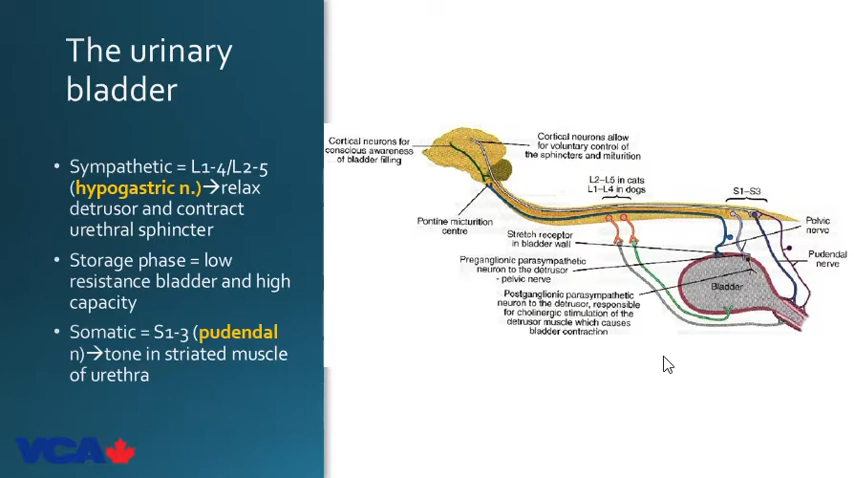 The urinary
bladder
• Sympathetic = L1-4/L2-5
(hypogastric n.)→relax
detrusor and contract
urethral sphincter
• Storage phase = low
resistance bladder and high
capacity
• Somatic = S1-3 (pudendal
n)→tone in striated muscle
of urethra
VCA
Cortical neurons for
conscious awareness
of bladder filling
Cortical neurons allow
for voluntary control of
the sphincters and miturition
L2–L5 in cats
L1–L4 in dogs
S1–S3
Pontine micturition
centre
Stretch receptor
in bladder wall
Pelvic
nerve
Preganglionic parasympathetic
neuron to the detrusor
- pelvic nerve
Pudendal
nerve
Bladder
Postganglionic parasympathetic
neuron to the detrusor, responsible
for cholinergic stimulation of the
detrusor muscle which causes
bladder contraction